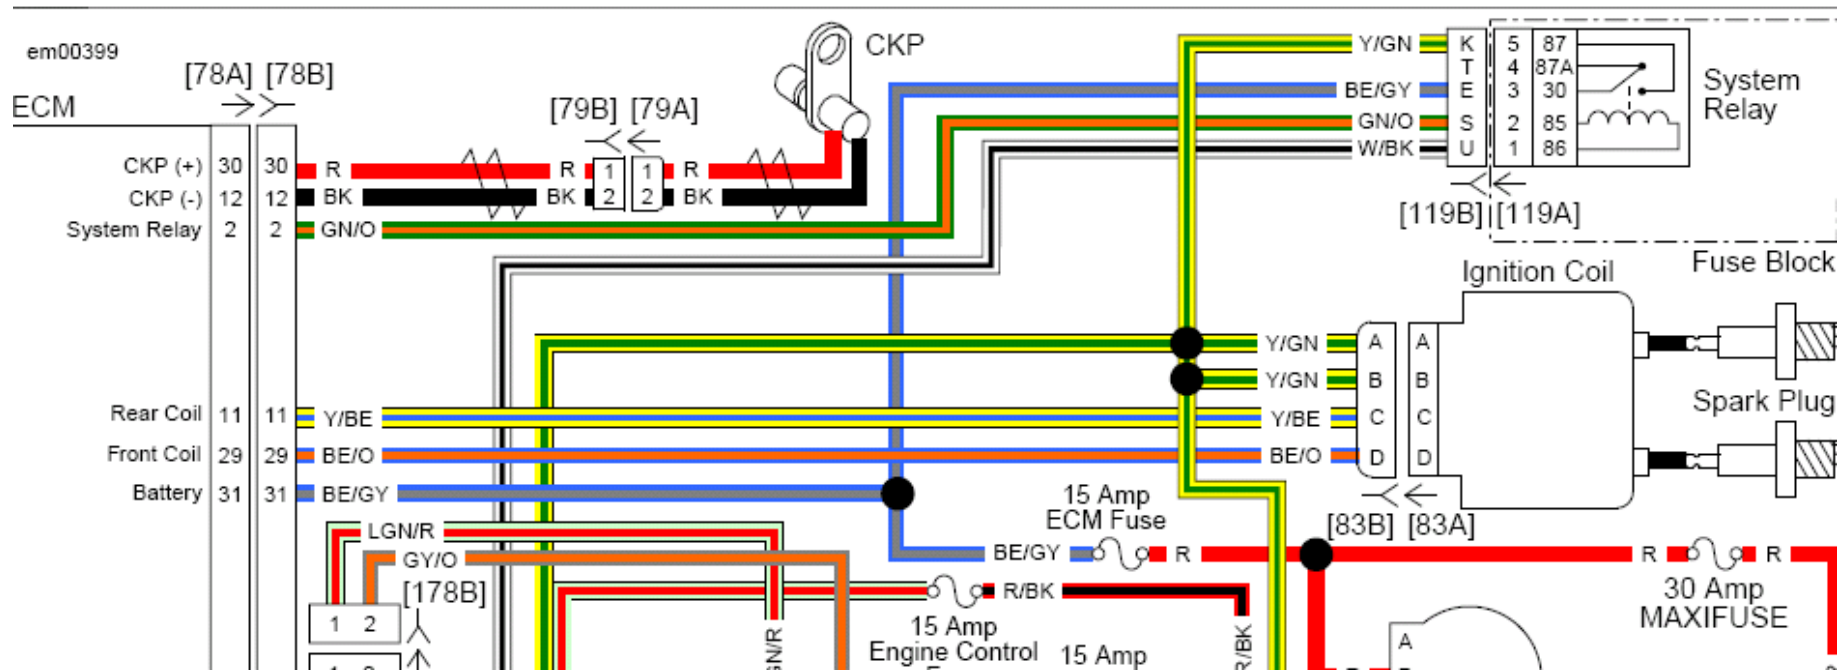 em00399
CKP
[78A] [78B]
ECM
[79B] [79A]
CKP (+) 30 30 R R 1 1 R
CKP (-) 12 12 BK BK 2 2 BK
System Relay 2 2 GN/O
Y/GN K 5 87
T 4 87A
BE/GY E 3 30
GN/O S 2 85
W/BK U 1 86
System
Relay
[119B] [119A]
Fuse Block
Ignition Coil
Y/GN A A
Y/GN B B
Rear Coil 11 11 Y/BE Y/BE C C
Front Coil 29 29 BE/O BE/O D D
Battery 31 31 BE/GY
Spark Plug
[83B] [83A]
15 Amp
ECM Fuse
LGN/R
GY/O
BE/GY R R R
[178B]
1 2
R/BK
30 Amp
MAXIFUSE
15 Amp
Engine Control
15 Amp
GN/R
R/BK
A